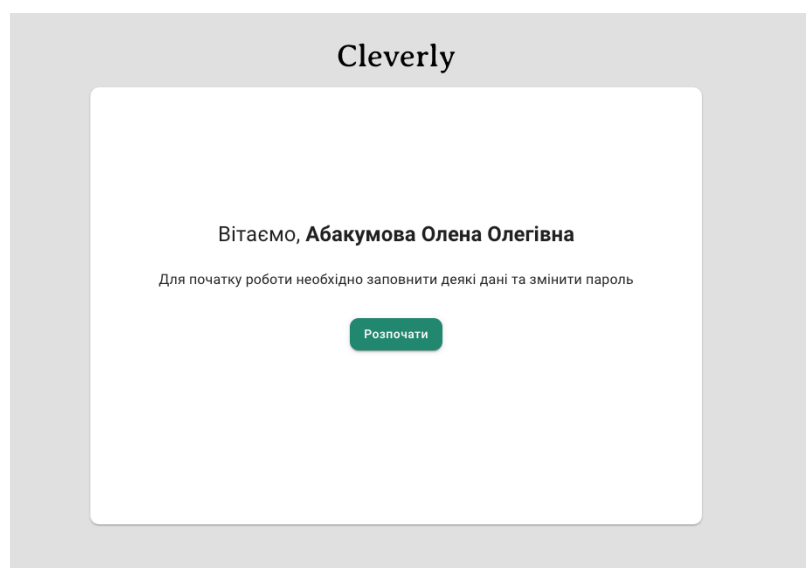 Cleverly
Вітаємо, Абакумова Олена Олегівна
Для початку роботи необхідно заповнити деякі дані та змінити пароль
Розпочати